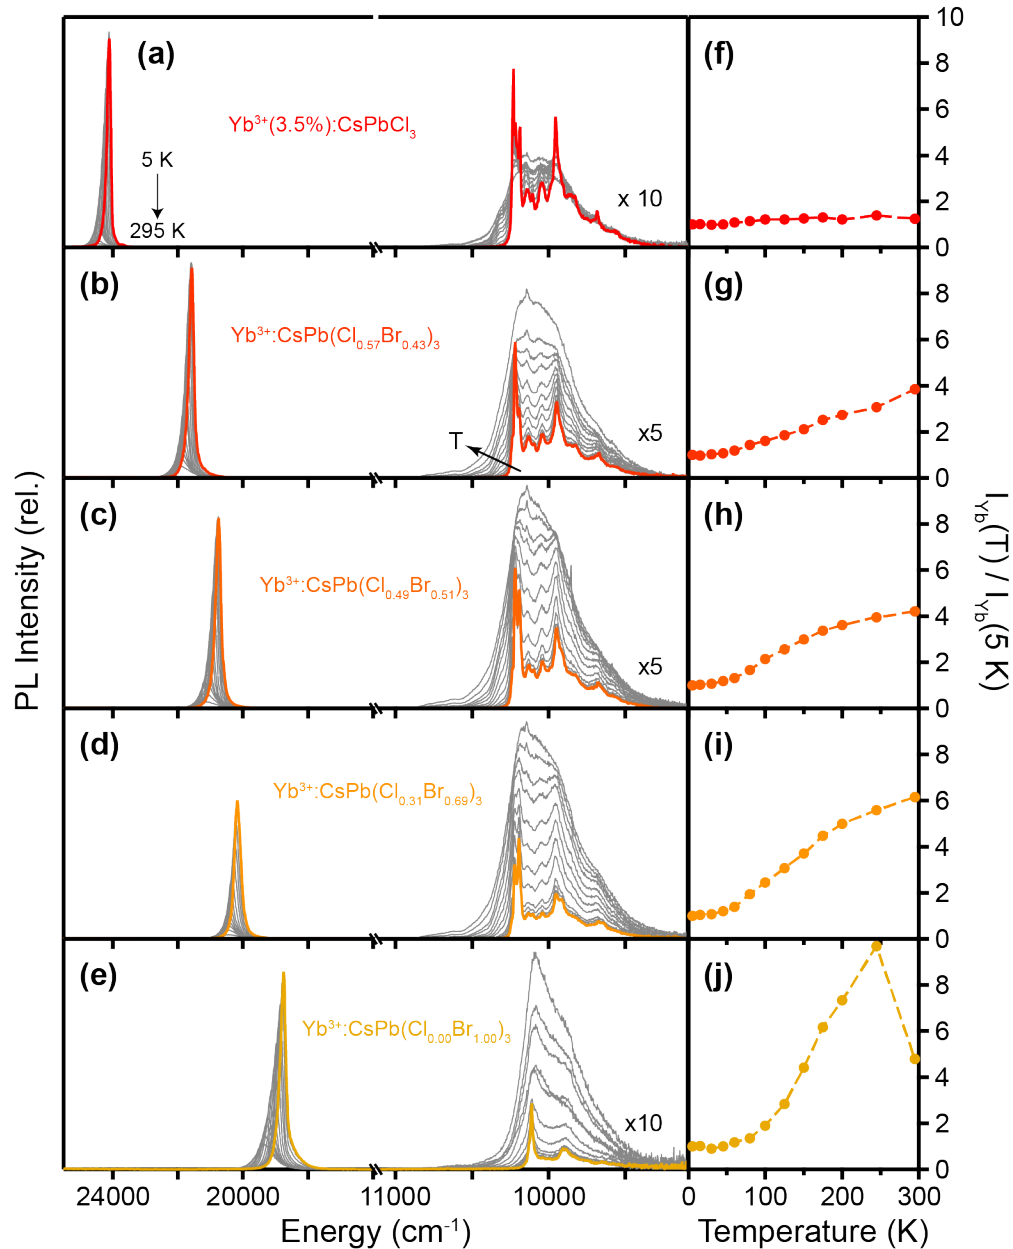 (a)
Yb3+(3.5%):CsPbCl3
5 K
295 K
x 10
(f)
10
8
6
4
2
0
(b)
Yb3+:CsPb(Cl0.57Br0.43)3
T
x5
(g)
8
6
4
2
0
(c)
Yb3+:CsPb(Cl0.49Br0.51)3
x5
(h)
8
6
4
2
0
(d)
Yb3+:CsPb(Cl0.31Br0.69)3
(i)
8
6
4
2
0
(e)
Yb3+:CsPb(Cl0.00Br1.00)3
x10
(j)
8
6
4
2
0
PL Intensity (rel.)
IYb(T) / IYb(5 K)
24000 20000 11000 10000 0 100 200 300
Energy (cm-1) Temperature (K)